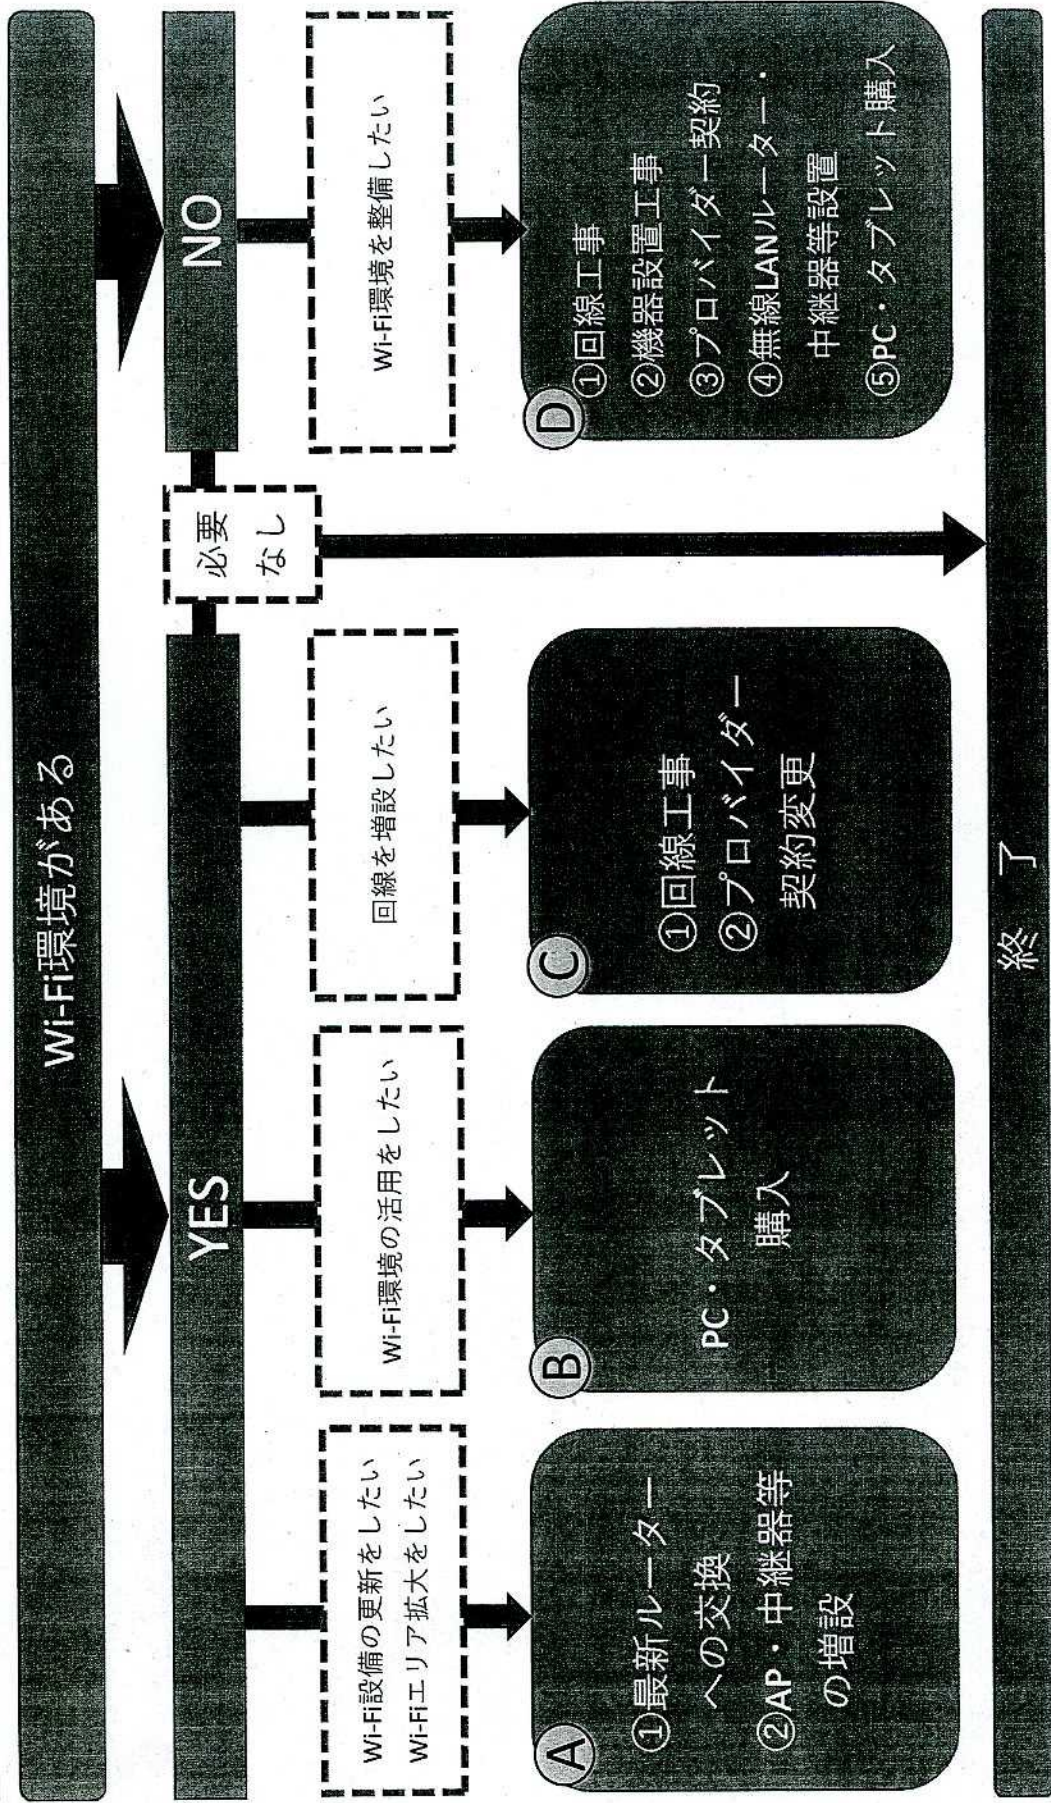 Wi-Fi環境がある
YES
必要
なし
NO
Wi-Fi設備の更新をしたい
Wi-Fiエリア拡大をしたい
Wi-Fi環境の活用をしたい
回線を増設したい
Wi-Fi環境を整備したい
A
①最新ルーター
への交換
②AP・中継器等
の増設
B
PC・タブレット
購入
C
①回線工事
②プロバイダー
契約変更
D
①回線工事
②機器設置工事
③プロバイダー契約
④無線LANルーター・
中継器等設置
⑤PC・タブレット購入
終 了